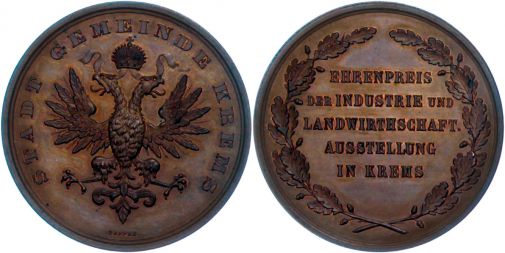 STADT GEMEINDE KREMS
EHRENPREIS
DER INDUSTRIE UND
LANDWIRTHSCHAFT.
AUSSTELLUNG
IN KREMS